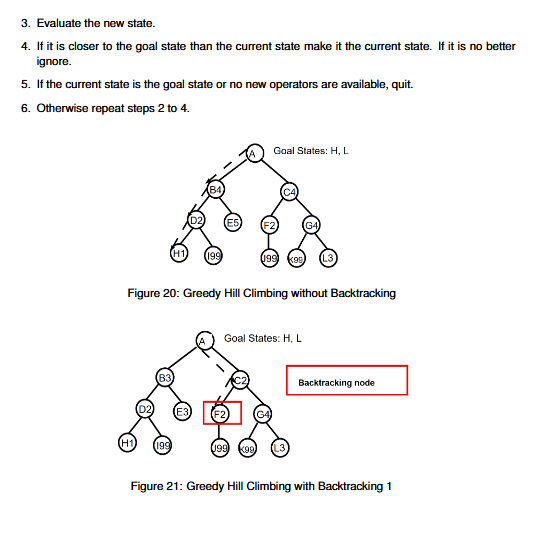 3. Evaluate the new state.
4. If it is closer to the goal state than the current state make it the current state. If it is no better
ignore.
5. If the current state is the goal state or no new operators are available, quit.
6. Otherwise repeat steps 2 to 4.
A Goal States: H, L
B4 C4
D2 E5 F2 G4
H1 I99 J99 K99 L3
Figure 20: Greedy Hill Climbing without Backtracking
A Goal States: H, L
B3 C2 Backtracking node
D2 E3 F2 G4
H1 I99 J99 K99 L3
Figure 21: Greedy Hill Climbing with Backtracking 1